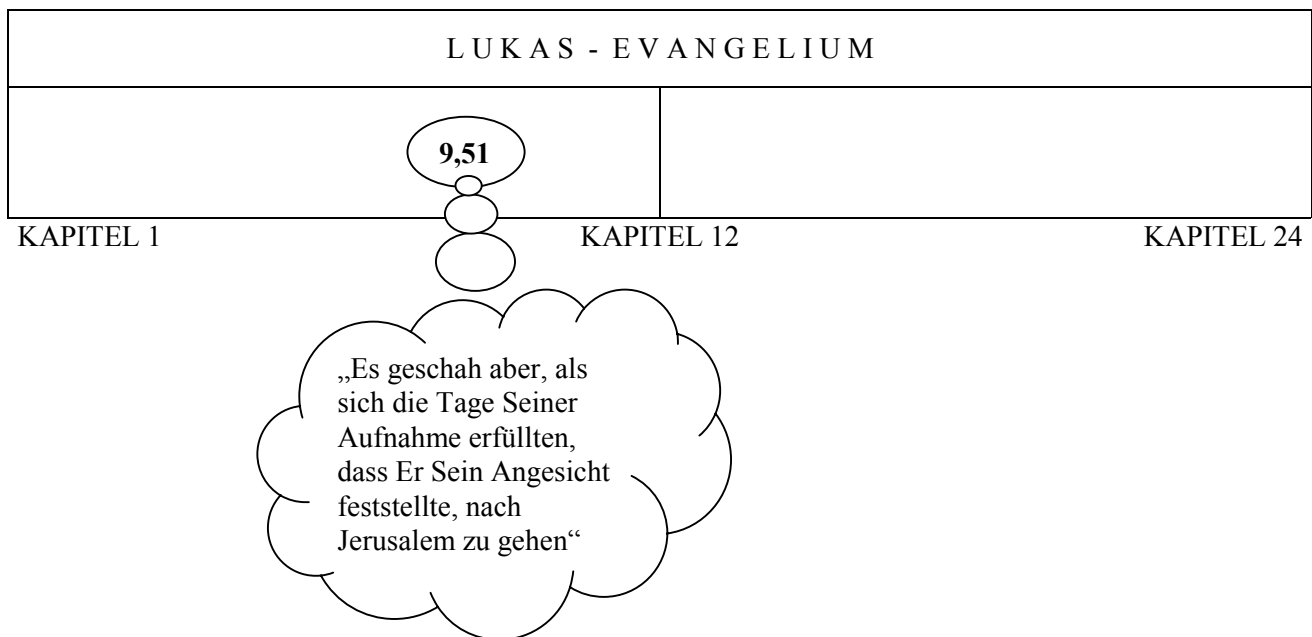 L U K A S - E V A N G E L I U M
9,51
KAPITEL 1 KAPITEL 12 KAPITEL 24
„Es geschah aber, als
sich die Tage Seiner
Aufnahme erfüllten,
dass Er Sein Angesicht
feststellte, nach
Jerusalem zu gehen“